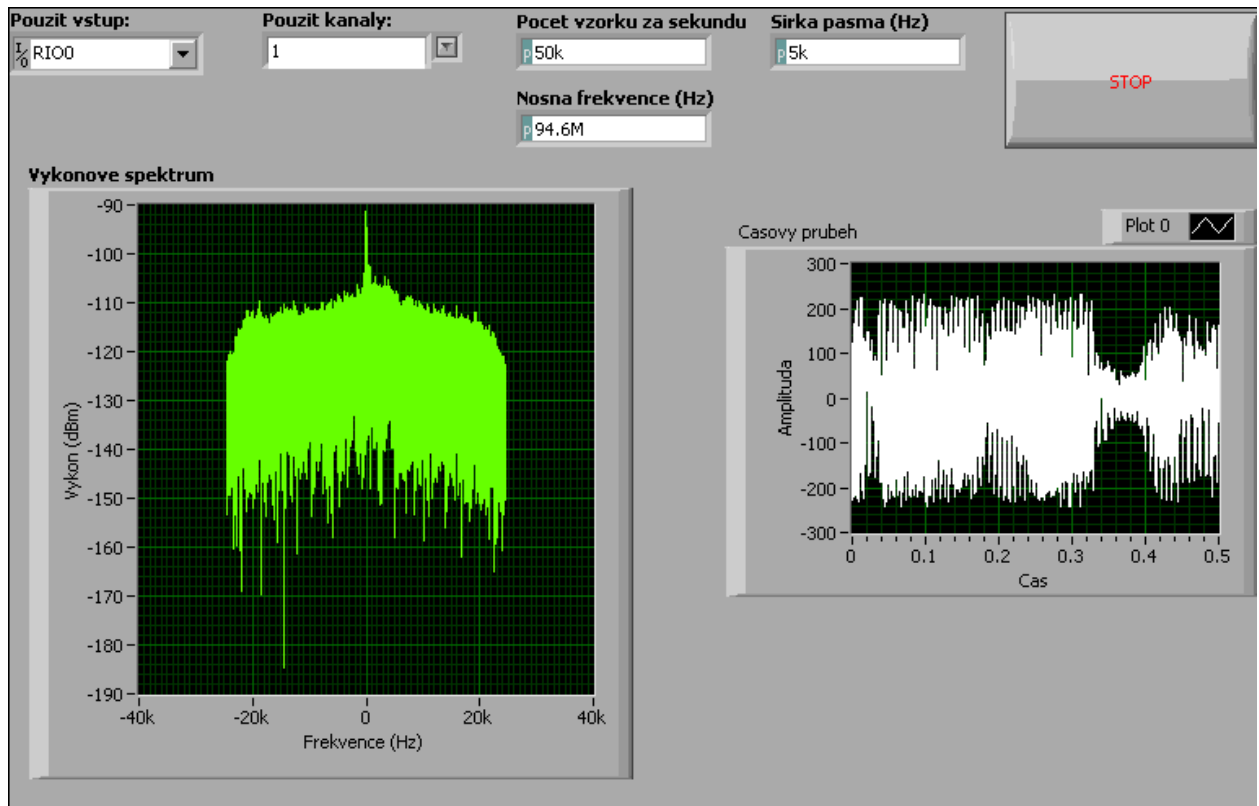 Pouzit vstup:
I/0 RIO0
Pouzit kanaly:
1
Pocet vzorku za sekundu
p 50k
Sirka pasma (Hz)
p 5k
STOP
Nosna frekvence (Hz)
p 94.6M
Vykonove spektrum
Vykon (dBm)
-90
-100
-110
-120
-130
-140
-150
-160
-170
-180
-190
-40k -20k 0 20k 40k
Frekvence (Hz)
Casovy prubeh
Plot 0
Amplituda
300
200
100
0
-100
-200
-300
0 0.1 0.2 0.3 0.4 0.5
Cas